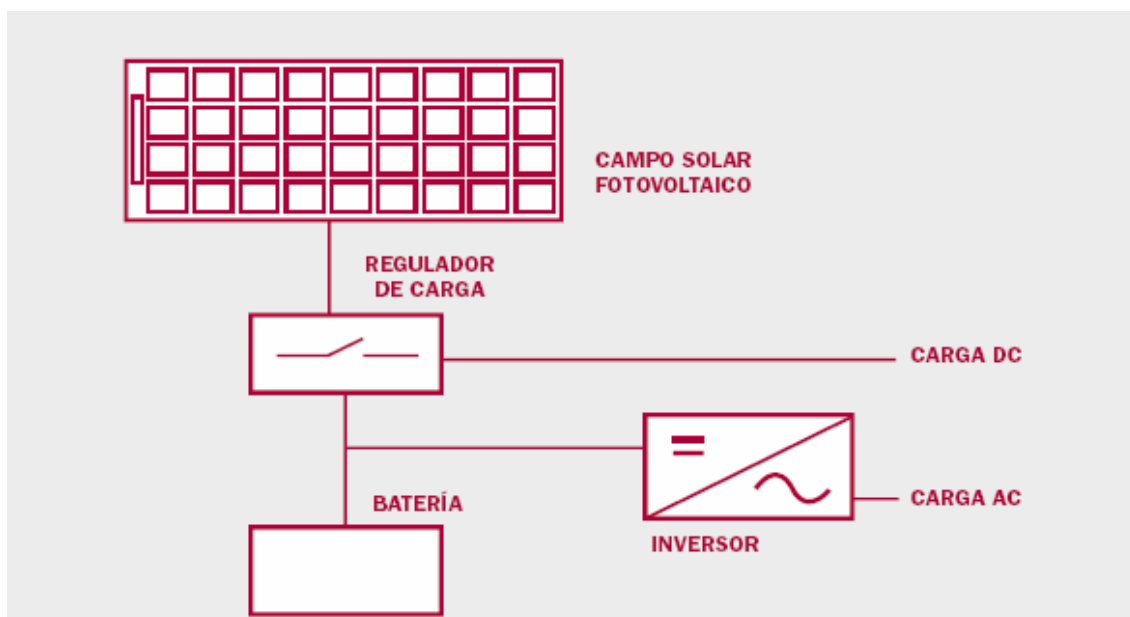 CAMPO SOLAR
FOTOVOLTAICO
REGULADOR
DE CARGA
CARGA DC
CARGA AC
BATERÍA
INVERSOR